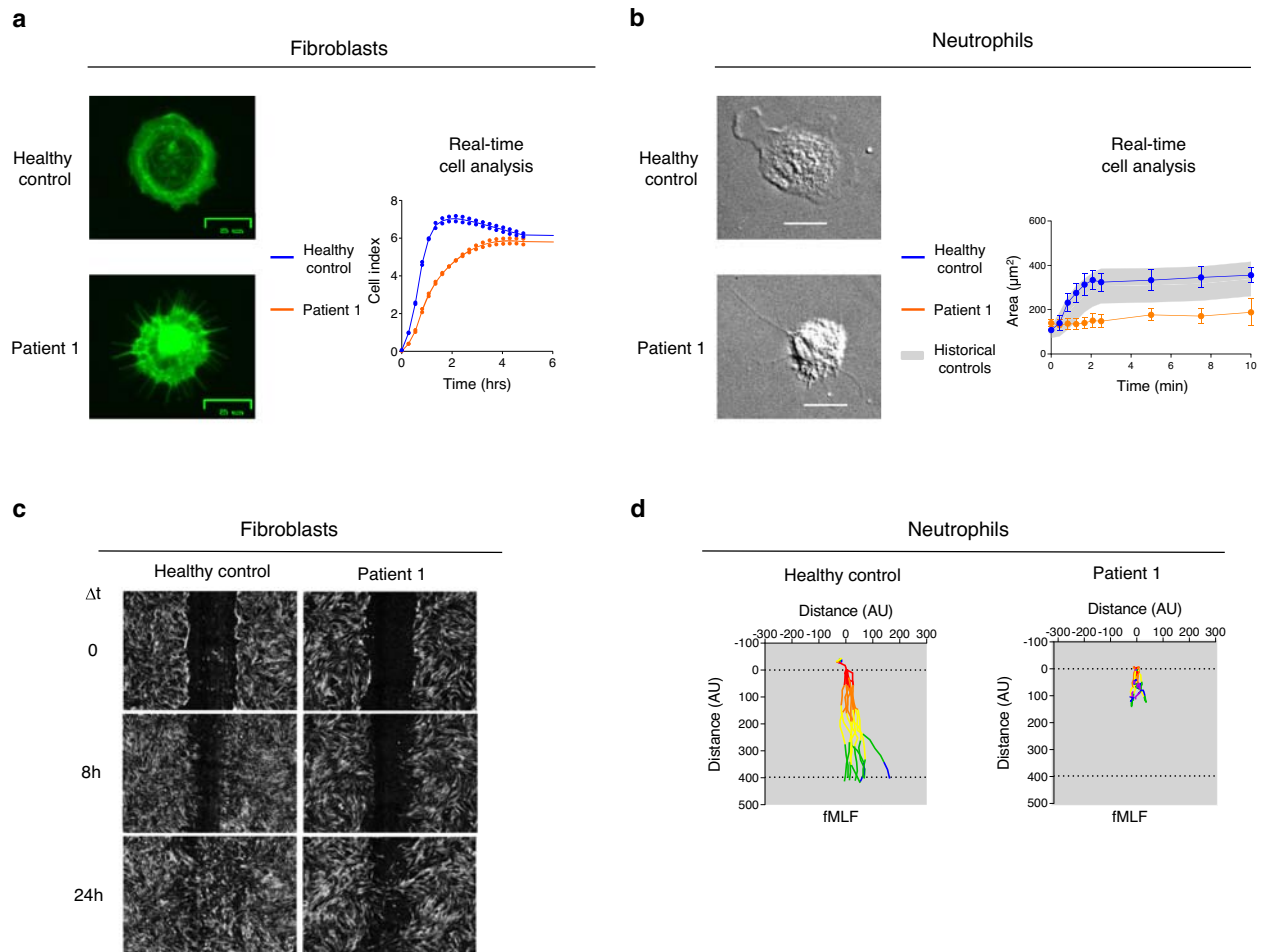 a
Fibroblasts
Healthy
control
Patient 1
Healthy
control
Patient 1
Real-time
cell analysis
Cell index
8
6
4
2
0
0 2 4 6
Time (hrs)
b
Neutrophils
Healthy
control
Patient 1
Healthy
control
Patient 1
Historical
controls
Real-time
cell analysis
Area (µm²)
600
400
200
0
0 2 4 6 8 10
Time (min)
c
Fibroblasts
Healthy control Patient 1
Δt
0
8h
24h
d
Neutrophils
Healthy control
Distance (AU)
-300 -200 -100 0 100 200 300
Distance (AU)
-100
0
100
200
300
400
500
fMLF
Patient 1
Distance (AU)
-300 -200 -100 0 100 200 300
Distance (AU)
-100
0
100
200
300
400
500
fMLF